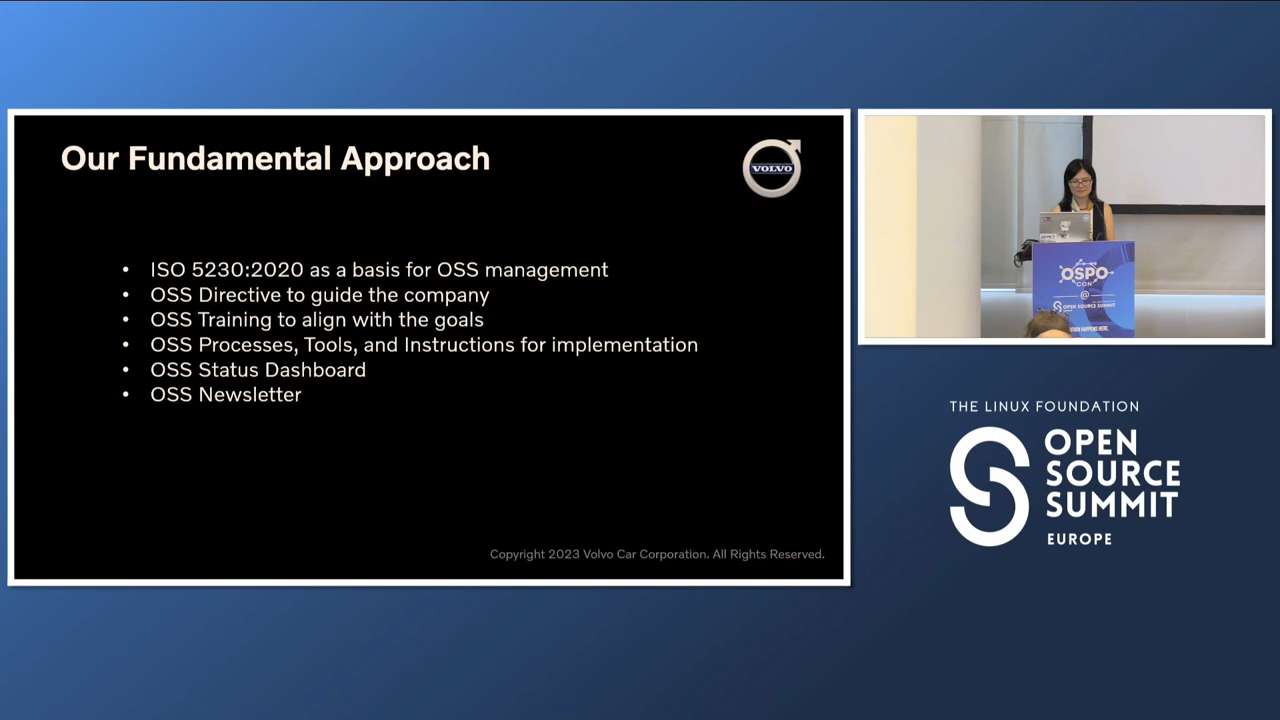 Our Fundamental Approach
VOLVO
• ISO 5230:2020 as a basis for OSS management
• OSS Directive to guide the company
• OSS Training to align with the goals
• OSS Processes, Tools, and Instructions for implementation
• OSS Status Dashboard
• OSS Newsletter
Copyright 2023 Volvo Car Corporation. All Rights Reserved.
OSPO
CON
@
OPEN SOURCE SUMMIT
HAPPENS HERE.
THE LINUX FOUNDATION
OPEN
SOURCE
SUMMIT
EUROPE